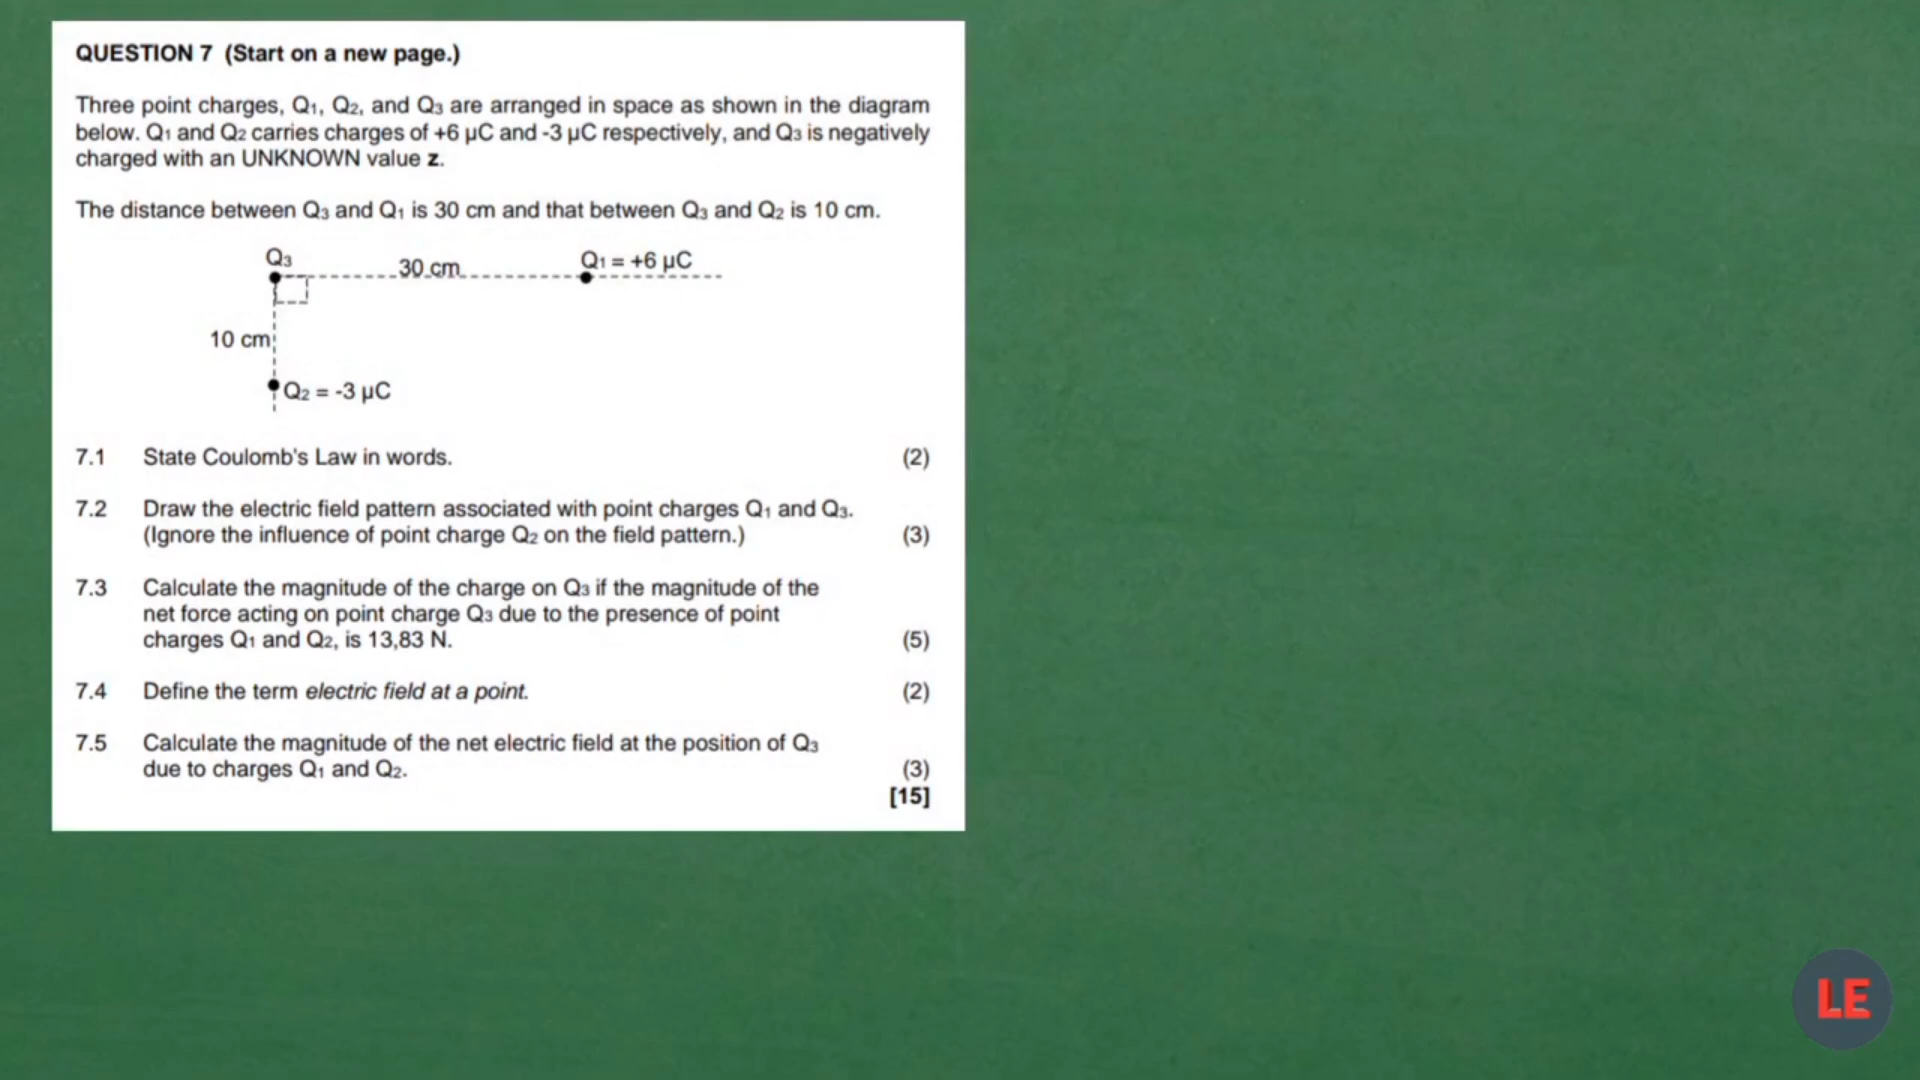 QUESTION 7 (Start on a new page.)
Three point charges, Q₁, Q₂, and Q₃ are arranged in space as shown in the diagram
below. Q₁ and Q₂ carries charges of +6 µC and -3 µC respectively, and Q₃ is negatively
charged with an UNKNOWN value z.
The distance between Q₃ and Q₁ is 30 cm and that between Q₃ and Q₂ is 10 cm.
Q₃
30 cm
Q₁ = +6 µC
10 cm
Q₂ = -3 µC
7.1 State Coulomb's Law in words. (2)
7.2 Draw the electric field pattern associated with point charges Q₁ and Q₃.
(Ignore the influence of point charge Q₂ on the field pattern.) (3)
7.3 Calculate the magnitude of the charge on Q₃ if the magnitude of the
net force acting on point charge Q₃ due to the presence of point
charges Q₁ and Q₂, is 13,83 N. (5)
7.4 Define the term electric field at a point. (2)
7.5 Calculate the magnitude of the net electric field at the position of Q₃
due to charges Q₁ and Q₂. (3)
[15]
LE